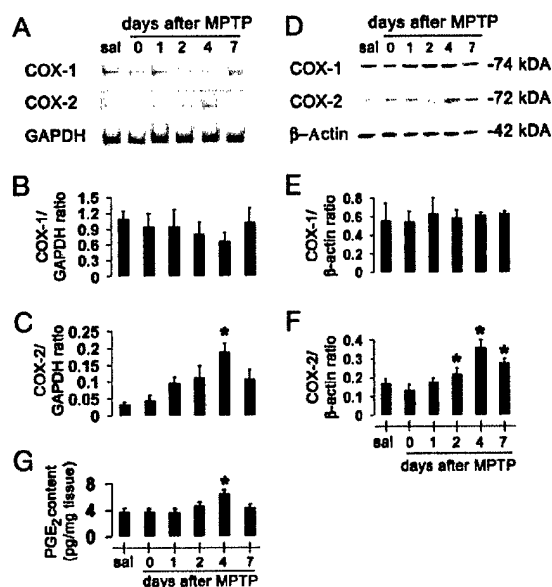 A
days after MPTP
sal 0 1 2 4 7
COX-1
COX-2
GAPDH
B
COX-1/
GAPDH ratio
1.5
1.2
0.9
0.6
0.3
0
C
COX-2/
GAPDH ratio
0.25
0.2
0.15
0.1
0.05
0
*
G
PGE2 content
(pg/mg tissue)
8
4
0
*
sal 0 1 2 4 7
days after MPTP
D
days after MPTP
sal 0 1 2 4 7
COX-1 -74 kDA
COX-2 -72 kDA
β-Actin -42 kDA
E
COX-1/
β-actin ratio
1.0
0.8
0.6
0.4
0.2
0
F
COX-2/
β-actin ratio
0.4
0.3
0.2
0.1
0
* * *
sal 0 1 2 4 7
days after MPTP